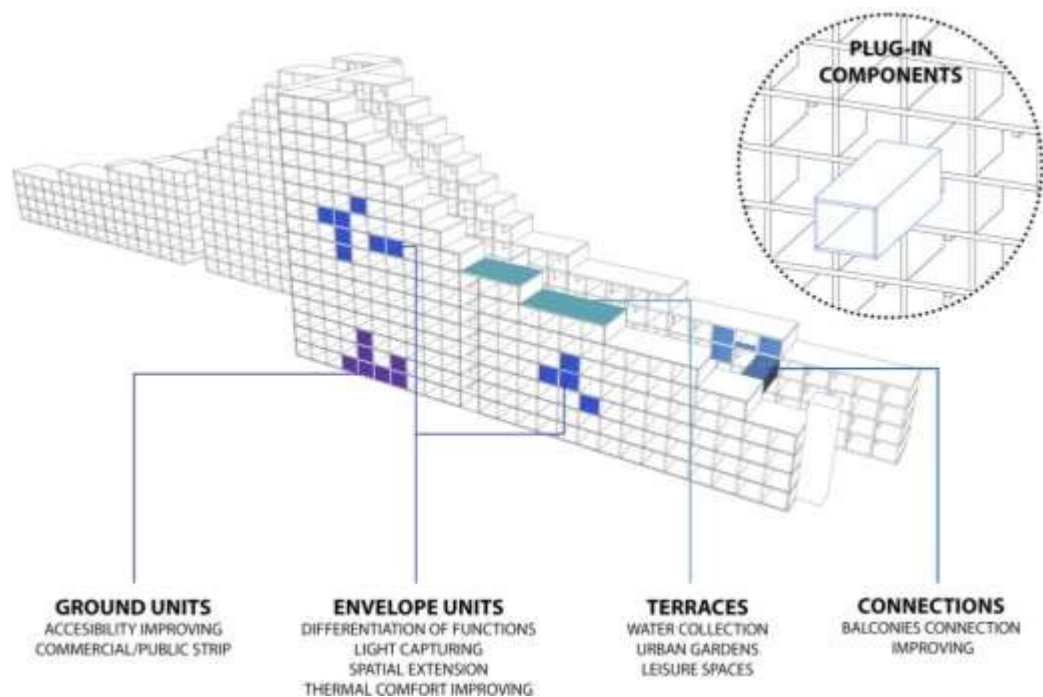 PLUG-IN
COMPONENTS
GROUND UNITS
ACCESIBILITY IMPROVING
COMMERCIAL/PUBLIC STRIP
ENVELOPE UNITS
DIFFERENTIATION OF FUNCTIONS
LIGHT CAPTURING
SPATIAL EXTENSION
THERMAL COMFORT IMPROVING
TERRACES
WATER COLLECTION
URBAN GARDENS
LEISURE SPACES
CONNECTIONS
BALCONIES CONNECTION
IMPROVING